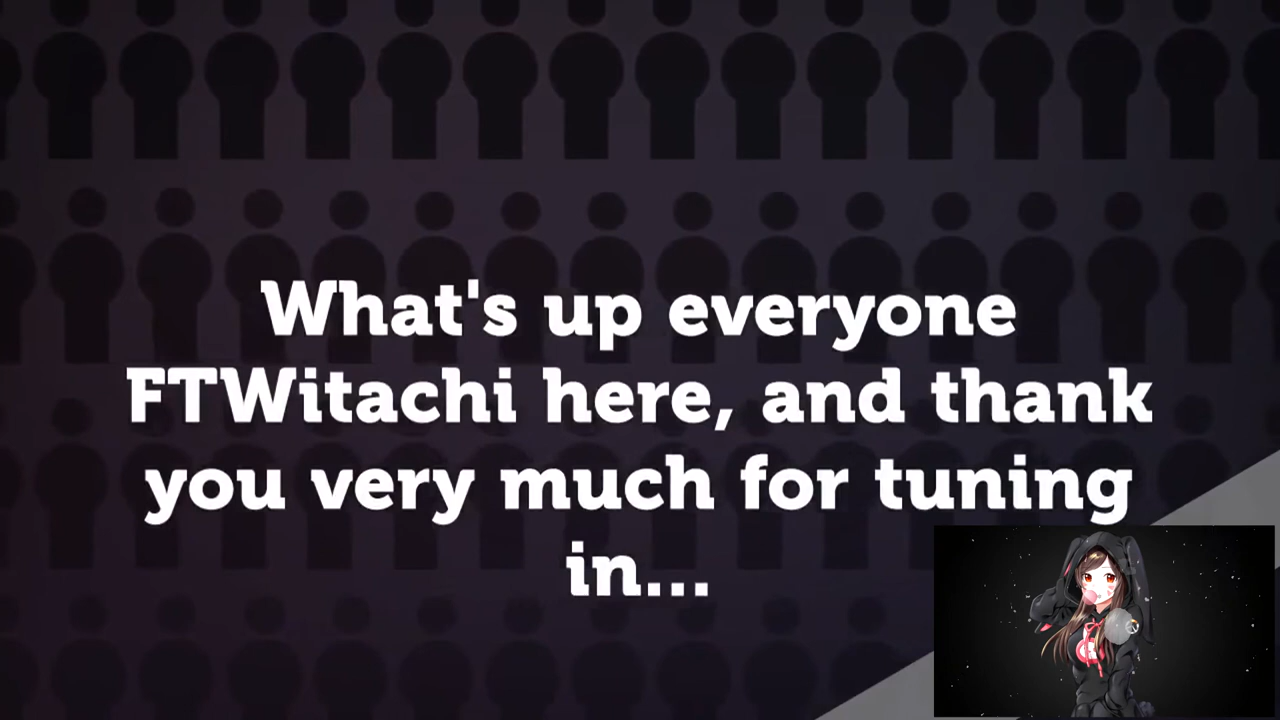 What's up everyone
FTWitachi here, and thank
you very much for tuning
in...